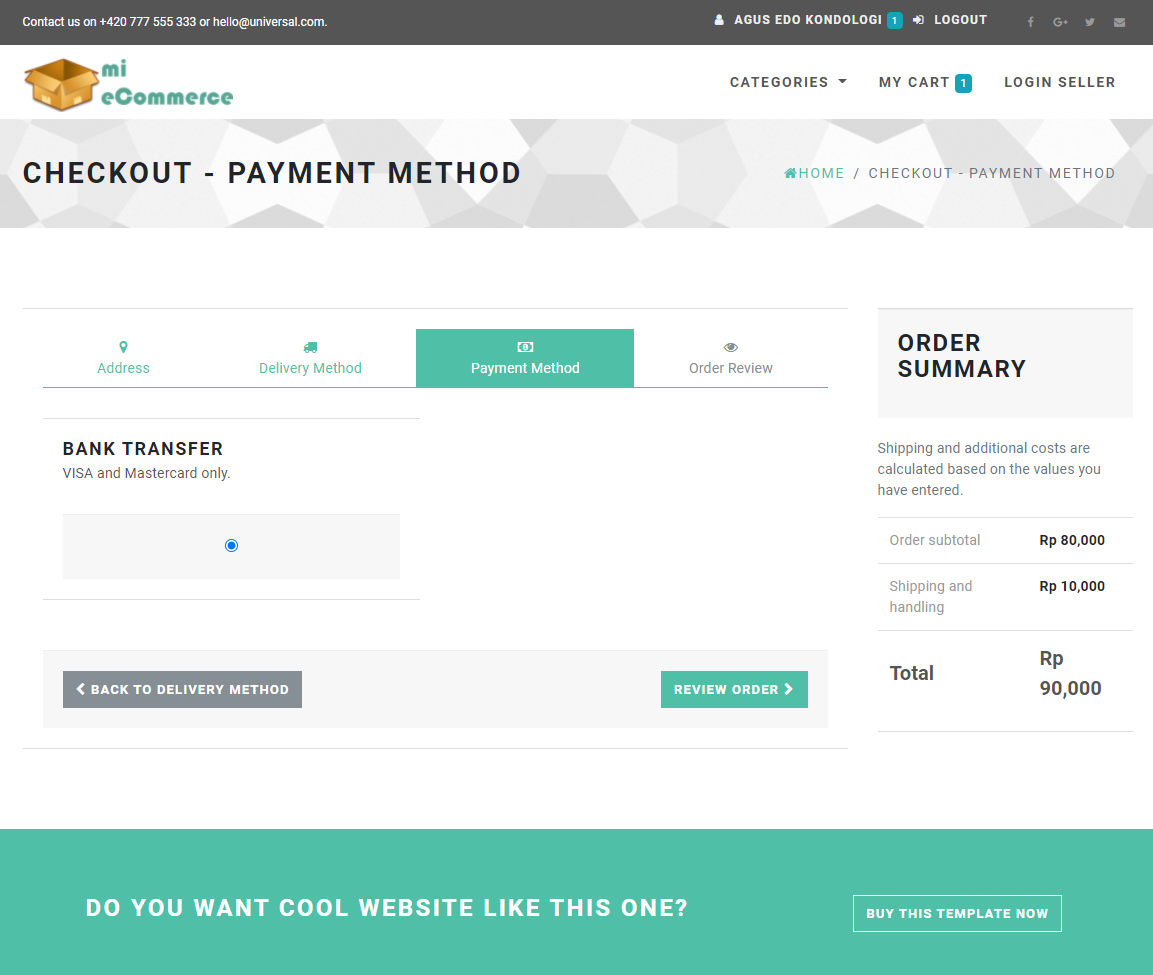 Contact us on +420 777 555 333 or hello@universal.com.
AGUS EDO KONDOLOGI 1 LOGOUT
mi
eCommerce
CATEGORIES MY CART 1 LOGIN SELLER
CHECKOUT - PAYMENT METHOD
HOME / CHECKOUT - PAYMENT METHOD
Address
Delivery Method
Payment Method
Order Review
BANK TRANSFER
VISA and Mastercard only.
BACK TO DELIVERY METHOD
REVIEW ORDER
ORDER
SUMMARY
Shipping and additional costs are
calculated based on the values you
have entered.
Order subtotal Rp 80,000
Shipping and Rp 10,000
handling
Total Rp
90,000
DO YOU WANT COOL WEBSITE LIKE THIS ONE?
BUY THIS TEMPLATE NOW